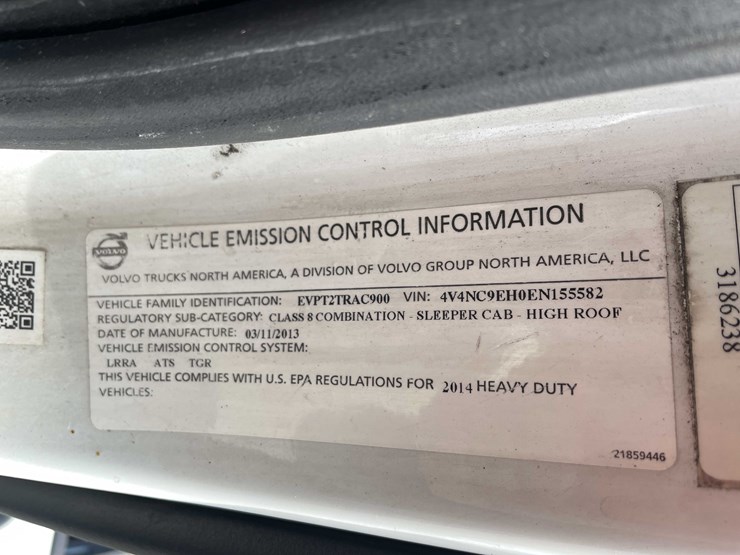 VOLVO
VEHICLE EMISSION CONTROL INFORMATION
VOLVO TRUCKS NORTH AMERICA, A DIVISION OF VOLVO GROUP NORTH AMERICA, LLC
VEHICLE FAMILY IDENTIFICATION: EVPT2TRAC900 VIN: 4V4NC9EH0EN155582
REGULATORY SUB-CATEGORY: CLASS 8 COMBINATION - SLEEPER CAB - HIGH ROOF
DATE OF MANUFACTURE: 03/11/2013
VEHICLE EMISSION CONTROL SYSTEM:
LRRA ATS TGR
THIS VEHICLE COMPLIES WITH U.S. EPA REGULATIONS FOR 2014 HEAVY DUTY
VEHICLES:
21859446
3186238